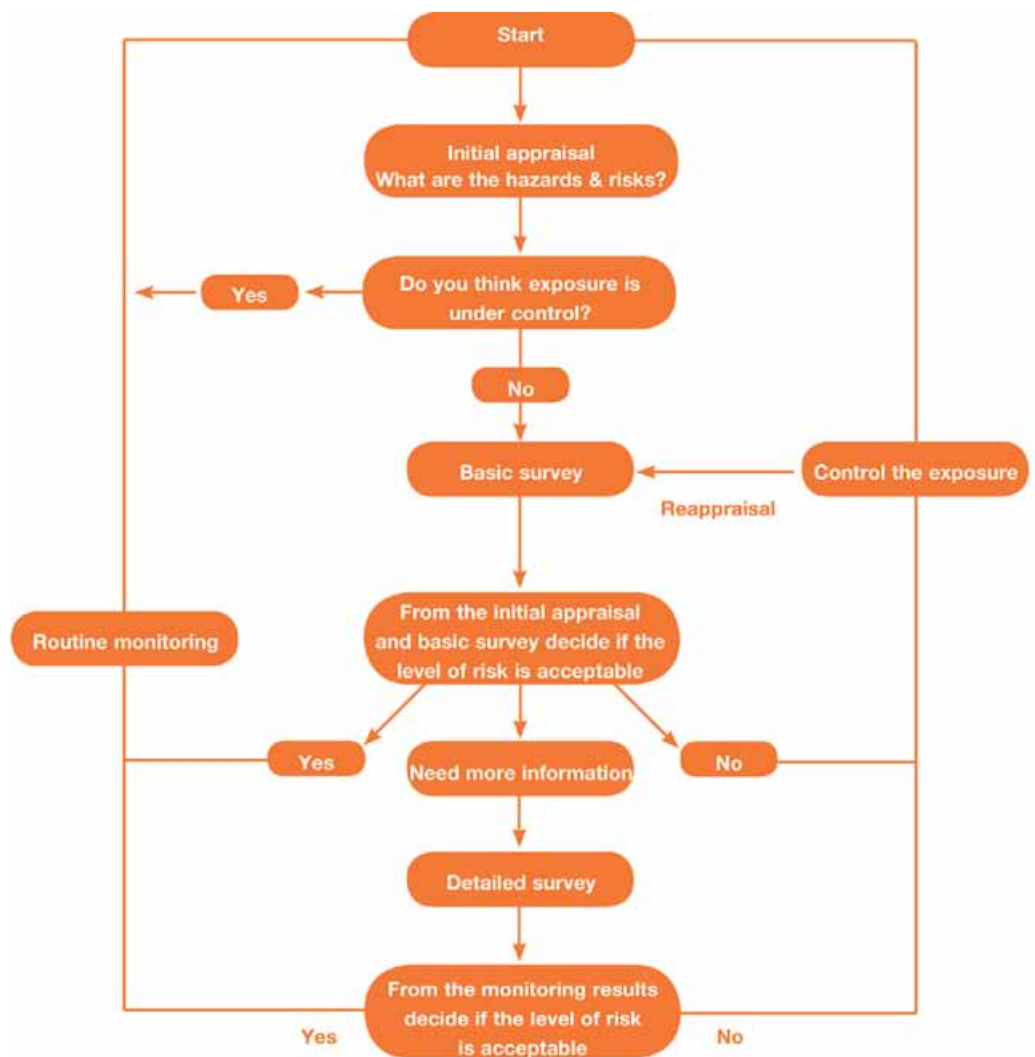 Start
Initial appraisal
What are the hazards & risks?
Yes
Do you think exposure is
under control?
No
Basic survey
Control the exposure
Reappraisal
Routine monitoring
From the initial appraisal
and basic survey decide if the
level of risk is acceptable
Yes
Need more information
No
Detailed survey
From the monitoring results
decide if the level of risk
is acceptable
Yes
No